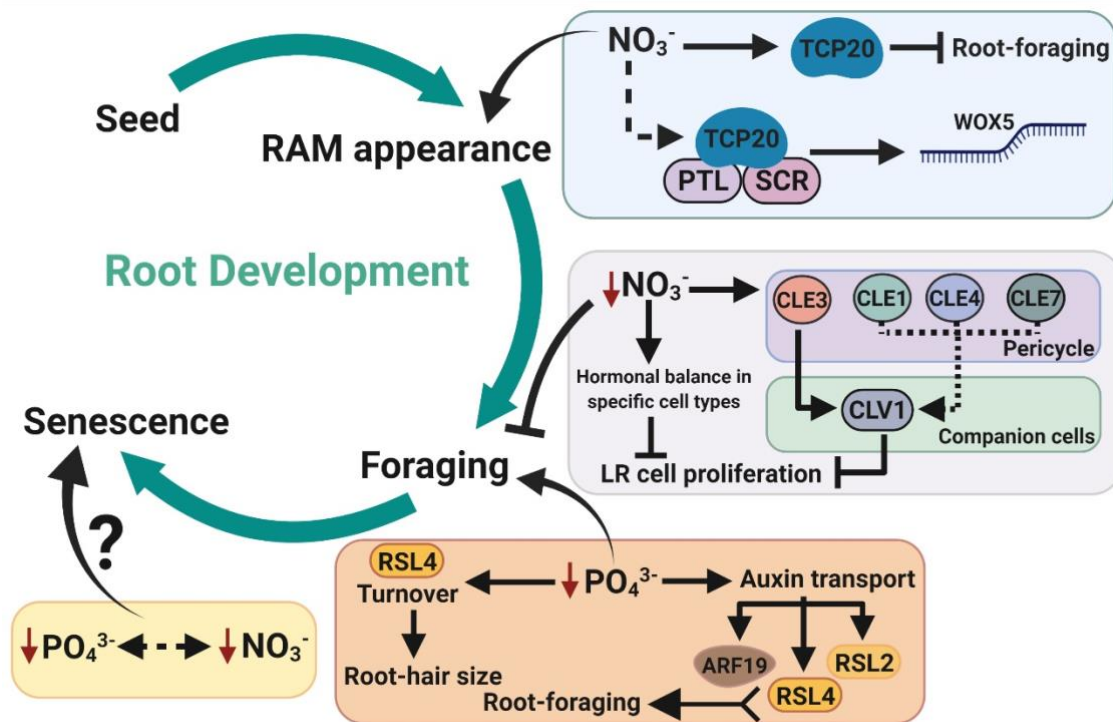 Seed
RAM appearance
Root Development
Senescence
Foraging
?
NO₃⁻
TCP20
Root-foraging
TCP20
PTL
SCR
WOX5
↓NO₃⁻
CLE3
CLE1
CLE4
CLE7
Pericycle
Hormonal balance in
specific cell types
CLV1
Companion cells
LR cell proliferation
RSL4
Turnover
↓PO₄³⁻
Auxin transport
Root-hair size
ARF19
RSL4
RSL2
Root-foraging
↓PO₄³⁻
↓NO₃⁻